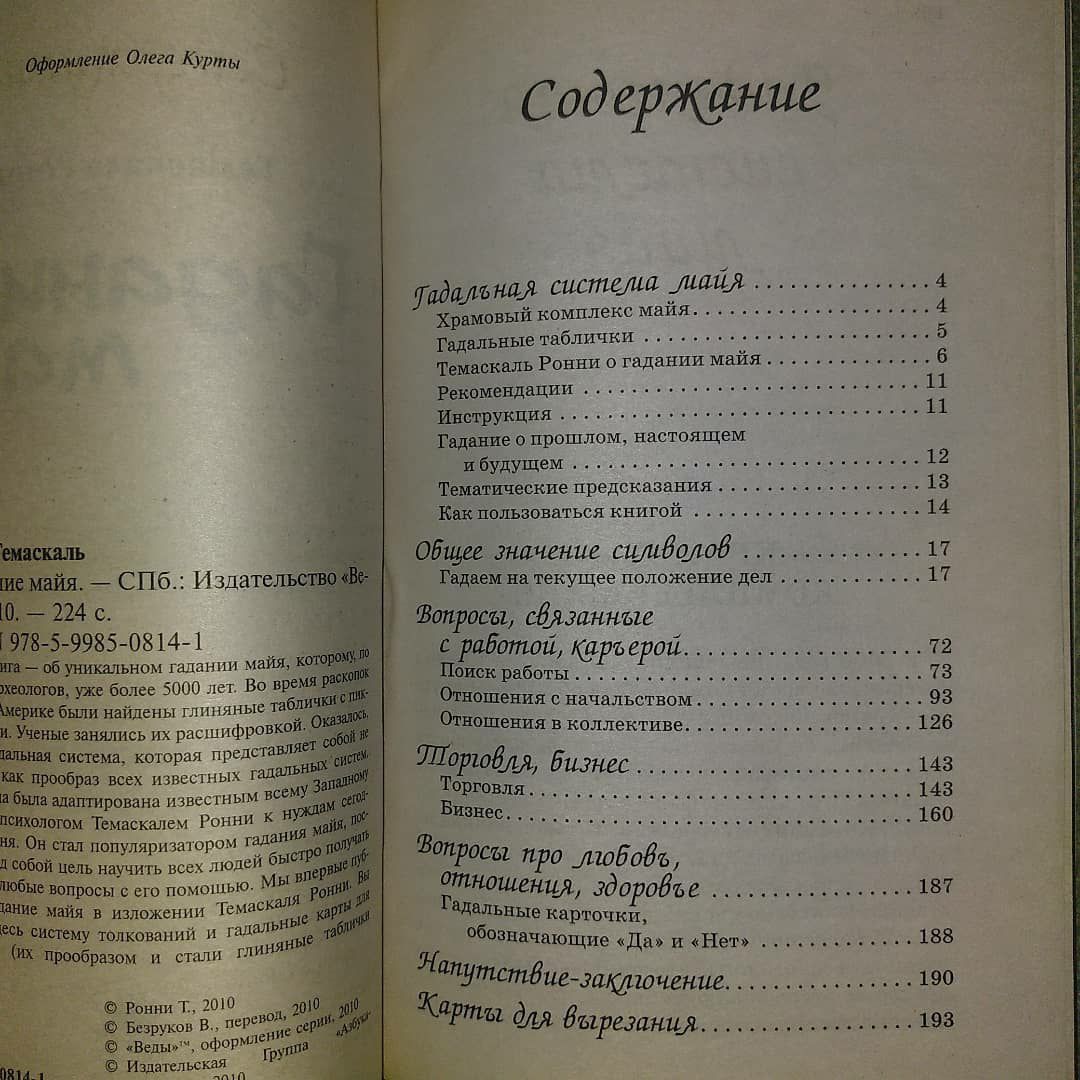 Оформление Олега Курты
Темаскаль
ние майя. — СПб.: Издательство «Ве-
10. — 224 с.
978-5-9985-0814-1
ига — об уникальном гадании майя, которому, по
рхеологов, уже более 5000 лет. Во время раскопок
Америке были найдены глиняные таблички с пик-
и. Ученые занялись их расшифровкой. Оказалось,
дальная система, которая представляет собой не
как прообраз всех известных гадальных систем.
а была адаптирована известным всему Западному
психологом Темаскалем Ронни к нуждам сегод-
ня. Он стал популяризатором гадания майя, пос-
д собой цель научить всех людей быстро получать
любые вопросы с его помощью. Мы впервые пуб-
дание майя в изложении Темаскаля Ронни. Вы
десь систему толкований и гадальные карты для
(их прообразом и стали глиняные таблички
© Ронни Т., 2010
© Безруков В., перевод, 2010
© «Веды»™, оформление серии, 2010
© Издательская Группа «Азбука-
0814-1
2010
Содержание
Гадальная система майя . . . . . . . . . . . . . . . 4
Храмовый комплекс майя. . . . . . . . . . . . . . . . . . . 4
Гадальные таблички . . . . . . . . . . . . . . . . . . . . . . . 5
Темаскаль Ронни о гадании майя . . . . . . . . . . . . . 6
Рекомендации . . . . . . . . . . . . . . . . . . . . . . . . . . 11
Инструкция . . . . . . . . . . . . . . . . . . . . . . . . . . . . 11
Гадание о прошлом, настоящем
и будущем . . . . . . . . . . . . . . . . . . . . . . . . . . . 12
Тематические предсказания . . . . . . . . . . . . . . . . 13
Как пользоваться книгой . . . . . . . . . . . . . . . . . . 14
Общее значение символов . . . . . . . . . . . . . . 17
Гадаем на текущее положение дел . . . . . . . . . . . 17
Вопросы, связанные
с работой, карьерой. . . . . . . . . . . . . . . . . . . 72
Поиск работы . . . . . . . . . . . . . . . . . . . . . . . . . . . 73
Отношения с начальством . . . . . . . . . . . . . . . . . . 93
Отношения в коллективе. . . . . . . . . . . . . . . . . . 126
Торговля, бизнес . . . . . . . . . . . . . . . . . . . . . 143
Торговля . . . . . . . . . . . . . . . . . . . . . . . . . . . . . 143
Бизнес. . . . . . . . . . . . . . . . . . . . . . . . . . . . . . . 160
Вопросы про любовь,
отношения, здоровье . . . . . . . . . . . . . . . . 187
Гадальные карточки,
обозначающие «Да» и «Нет» . . . . . . . . . . . . 188
Напутствие-заключение. . . . . . . . . . . . . . . 190
Карты для вырезания. . . . . . . . . . . . . . . . . 193